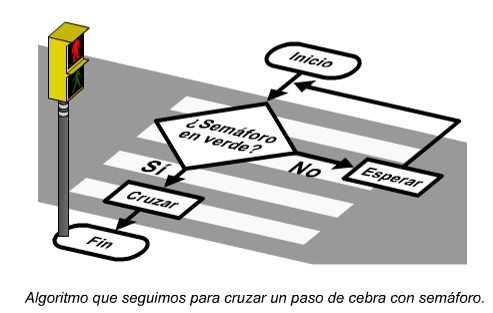 Inicio
¿Semáforo
en verde?
Sí
No
Esperar
Cruzar
Fin
Algoritmo que seguimos para cruzar un paso de cebra con semáforo.